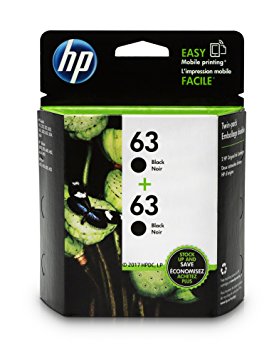 hp
EASY
Mobile printing*
L'impression mobile
FACILE*
63
Black
Noir
+
63
Black
Noir
STOCK
UP AND
SAVE
ÉCONOMISEZ
ACHETEZ
PLUS
© 2017 HPDC, LP
Twin-pack
Emballage double